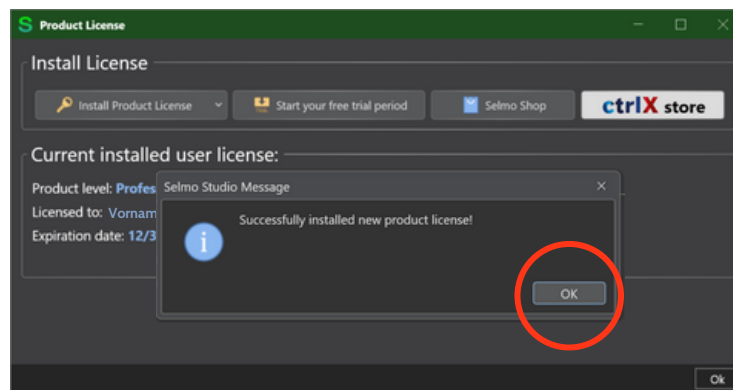 Product License
Install License
Install Product License
Start your free trial period
Selmo Shop
ctrlX store
Current installed user license:
Product level: Profes
Licensed to: Vornam
Expiration date: 12/3
Selmo Studio Message
Successfully installed new product license!
OK
Ok